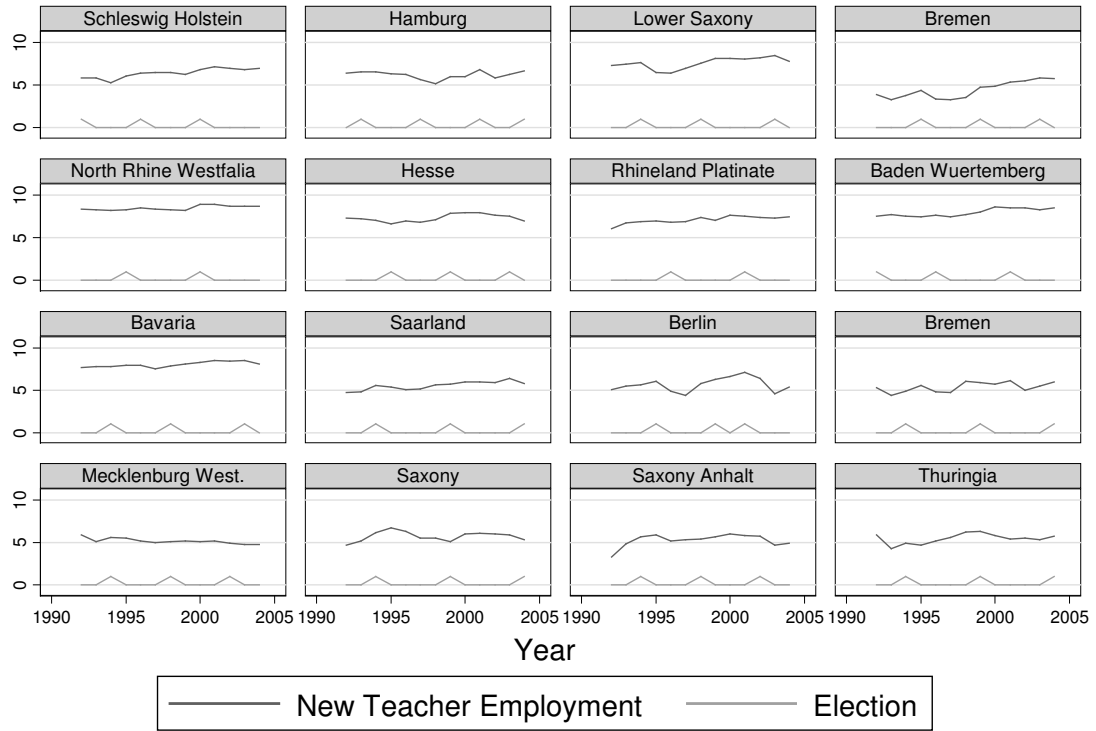 Schleswig Holstein Hamburg Lower Saxony Bremen
10
5
0
North Rhine Westfalia Hesse Rhineland Platinate Baden Wuertemberg
10
5
0
Bavaria Saarland Berlin Bremen
10
5
0
Mecklenburg West. Saxony Saxony Anhalt Thuringia
10
5
0
1990 1995 2000 2005 1990 1995 2000 2005 1990 1995 2000 2005 1990 1995 2000 2005
Year
New Teacher Employment Election